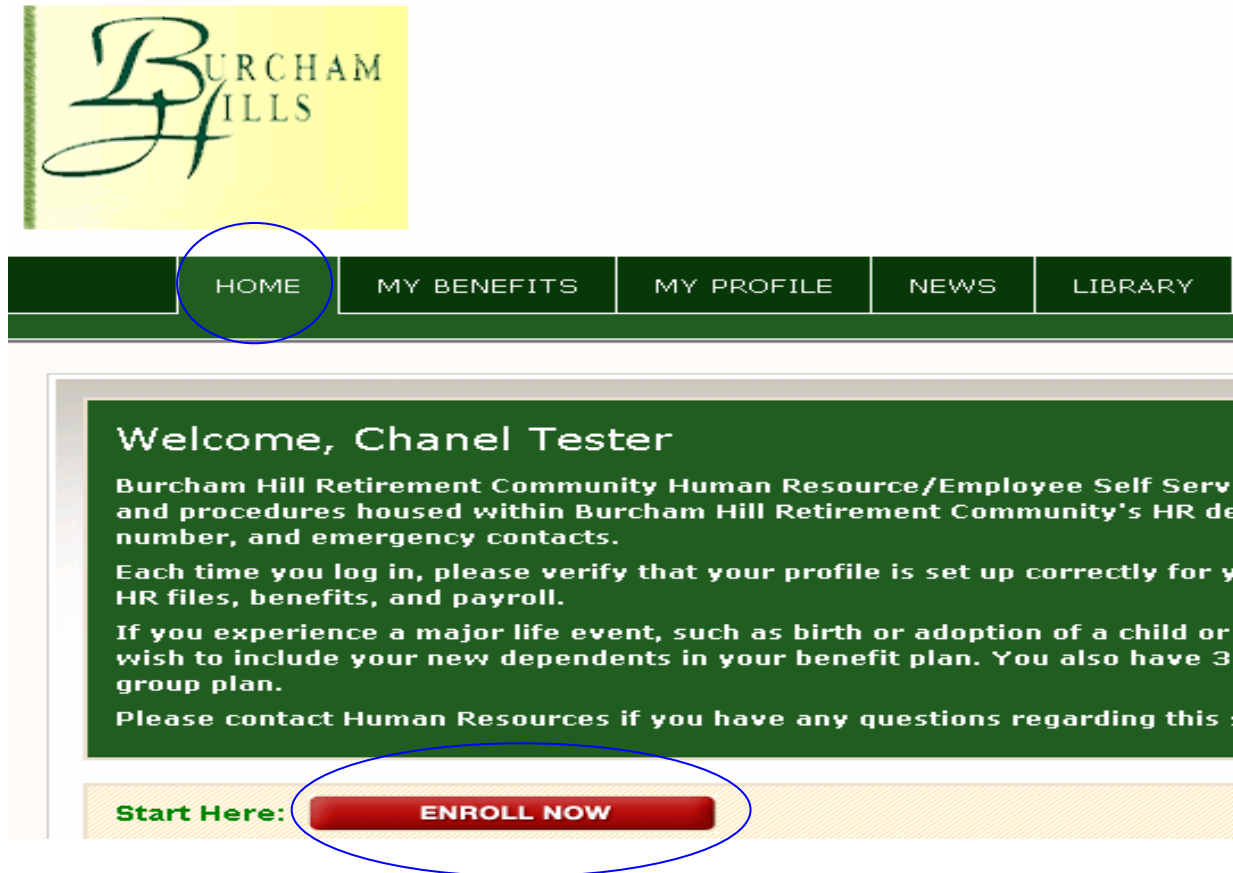 BURCHAM
HILLS
HOME MY BENEFITS MY PROFILE NEWS LIBRARY
Welcome, Chanel Tester
Burcham Hill Retirement Community Human Resource/Employee Self Serv
and procedures housed within Burcham Hill Retirement Community's HR de
number, and emergency contacts.
Each time you log in, please verify that your profile is set up correctly for y
HR files, benefits, and payroll.
If you experience a major life event, such as birth or adoption of a child or
wish to include your new dependents in your benefit plan. You also have 3
group plan.
Please contact Human Resources if you have any questions regarding this s
Start Here: ENROLL NOW